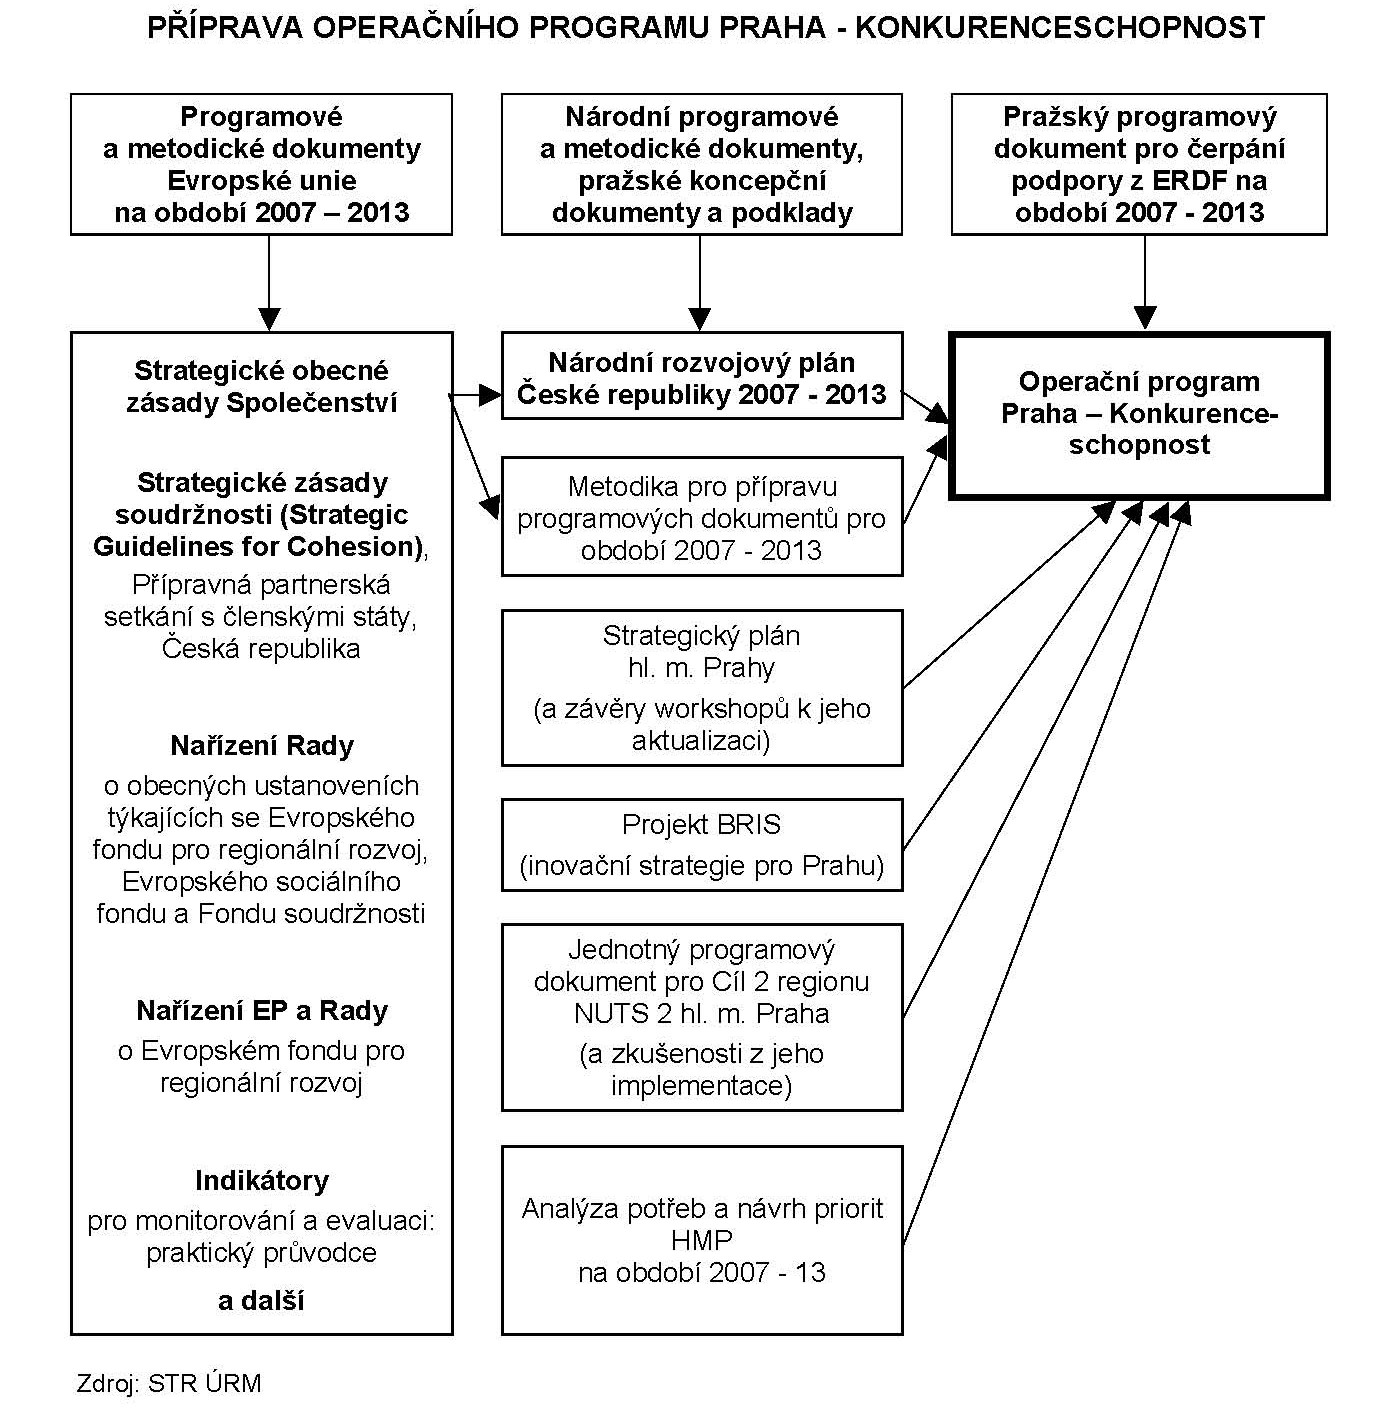 PŘÍPRAVA OPERAČNÍHO PROGRAMU PRAHA - KONKURENCESCHOPNOST
Programové
a metodické dokumenty
Evropské unie
na období 2007 – 2013
Národní programové
a metodické dokumenty,
pražské koncepční
dokumenty a podklady
Pražský programový
dokument pro čerpání
podpory z ERDF na
období 2007 - 2013
Strategické obecné
zásady Společenství
Strategické zásady
soudržnosti (Strategic
Guidelines for Cohesion),
Přípravná partnerská
setkání s členskými státy,
Česká republika
Nařízení Rady
o obecných ustanoveních
týkajících se Evropského
fondu pro regionální rozvoj,
Evropského sociálního
fondu a Fondu soudržnosti
Nařízení EP a Rady
o Evropském fondu pro
regionální rozvoj
Indikátory
pro monitorování a evaluaci:
praktický průvodce
a další
Národní rozvojový plán
České republiky 2007 - 2013
Metodika pro přípravu
programových dokumentů pro
období 2007 - 2013
Strategický plán
hl. m. Prahy
(a závěry workshopů k jeho
aktualizaci)
Projekt BRIS
(inovační strategie pro Prahu)
Jednotný programový
dokument pro Cíl 2 regionu
NUTS 2 hl. m. Praha
(a zkušenosti z jeho
implementace)
Analýza potřeb a návrh priorit
HMP
na období 2007 - 13
Operační program
Praha – Konkurence-
schopnost
Zdroj: STR ÚRM